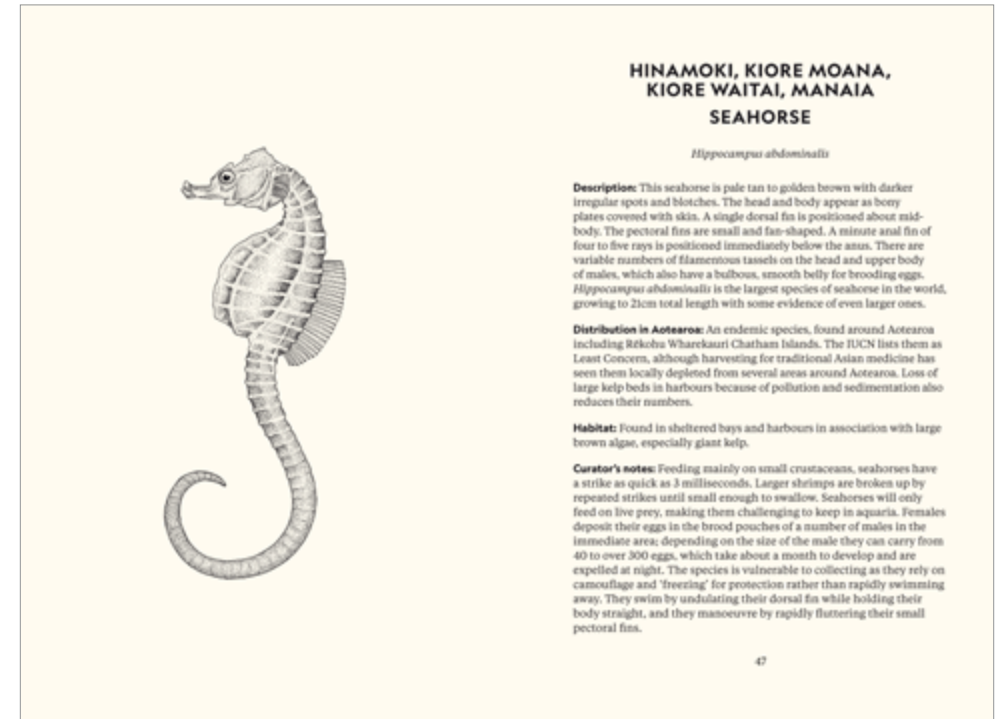 HINAMOKI, KIORE MOANA,
KIORE WAITAI, MANAIA
SEAHORSE
Hippocampus abdominalis
Description: This seahorse is pale tan to golden brown with darker
irregular spots and blotches. The head and body appear as bony
plates covered with skin. A single dorsal fin is positioned about mid-
body. The pectoral fins are small and fan-shaped. A minute anal fin of
four to five rays is positioned immediately below the anus. There are
variable numbers of filamentous tassels on the head and upper body
of males, which also have a bulbous, smooth belly for brooding eggs.
Hippocampus abdominalis is the largest species of seahorse in the world,
growing to 21cm total length with some evidence of even larger ones.
Distribution in Aotearoa: An endemic species, found around Aotearoa
including Rēkohu Wharekauri Chatham Islands. The IUCN lists them as
Least Concern, although harvesting for traditional Asian medicine has
seen them locally depleted from several areas around Aotearoa. Loss of
large kelp beds in harbours because of pollution and sedimentation also
reduces their numbers.
Habitat: Found in sheltered bays and harbours in association with large
brown algae, especially giant kelp.
Curator's notes: Feeding mainly on small crustaceans, seahorses have
a strike as quick as 3 milliseconds. Larger shrimps are broken up by
repeated strikes until small enough to swallow. Seahorses will only
feed on live prey, making them challenging to keep in aquaria. Females
deposit their eggs in the brood pouches of a number of males in the
immediate area; depending on the size of the male they can carry from
40 to over 300 eggs, which take about a month to develop and are
expelled at night. The species is vulnerable to collecting as they rely on
camouflage and 'freezing' for protection rather than rapidly swimming
away. They swim by undulating their dorsal fin while holding their
body straight, and they manoeuvre by rapidly fluttering their small
pectoral fins.
47